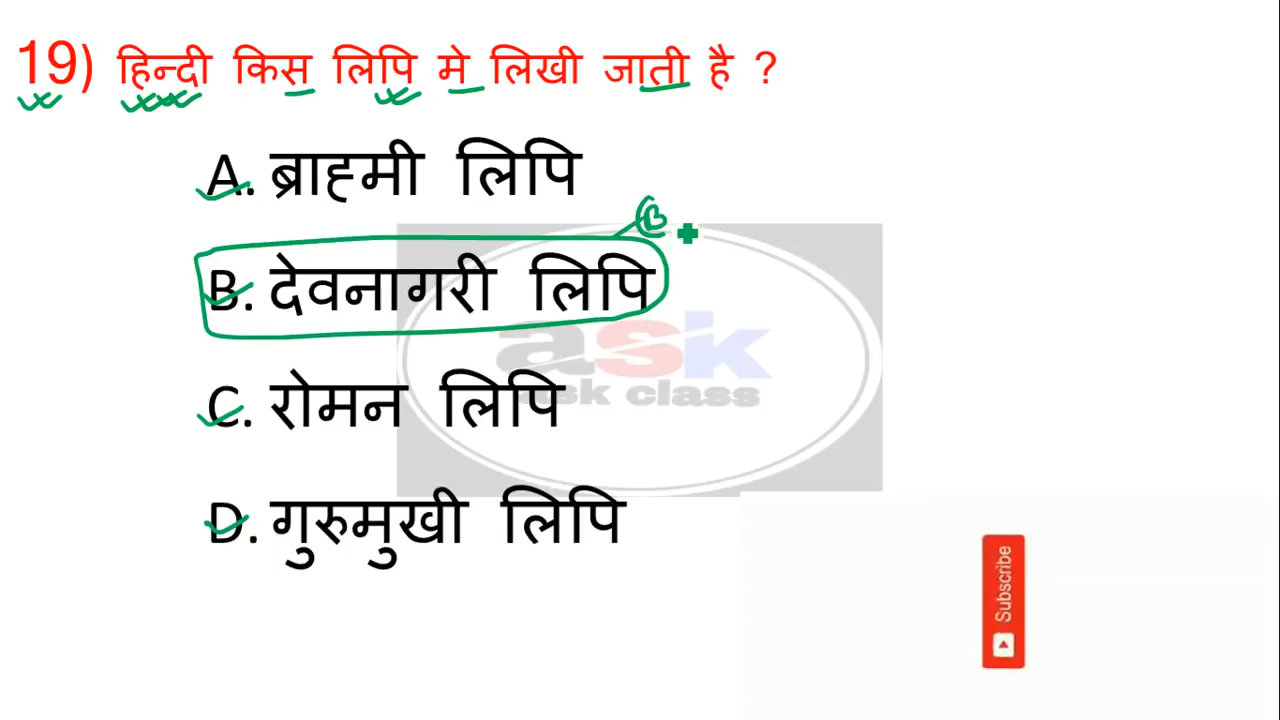 19) हिन्दी किस लिपि मे लिखी जाती है ?
A. ब्राह्मी लिपि
B
B. देवनागरी लिपि
ask
ask class
C. रोमन लिपि
D. गुरुमुखी लिपि
Subscribe